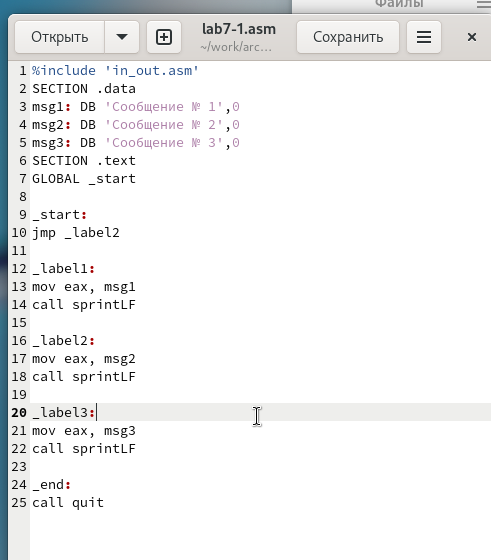 Файлы
Открыть
lab7-1.asm
~/work/arc...
Сохранить
1 %include 'in_out.asm'
2 SECTION .data
3 msg1: DB 'Сообщение № 1',0
4 msg2: DB 'Сообщение № 2',0
5 msg3: DB 'Сообщение № 3',0
6 SECTION .text
7 GLOBAL _start
8
9 _start:
10 jmp _label2
11
12 _label1:
13 mov eax, msg1
14 call sprintLF
15
16 _label2:
17 mov eax, msg2
18 call sprintLF
19
20 _label3:
21 mov eax, msg3
22 call sprintLF
23
24 _end:
25 call quit